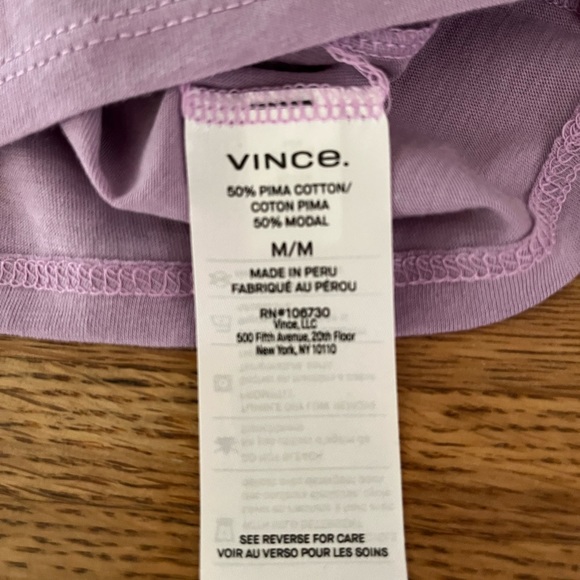 VINCE.
50% PIMA COTTON/
COTON PIMA
50% MODAL
M/M
MADE IN PERU
FABRIQUÉ AU PÉROU
RN#106730
Vince, LLC
500 Fifth Avenue, 20th Floor
New York, NY 10110
SEE REVERSE FOR CARE
VOIR AU VERSO POUR LES SOINS